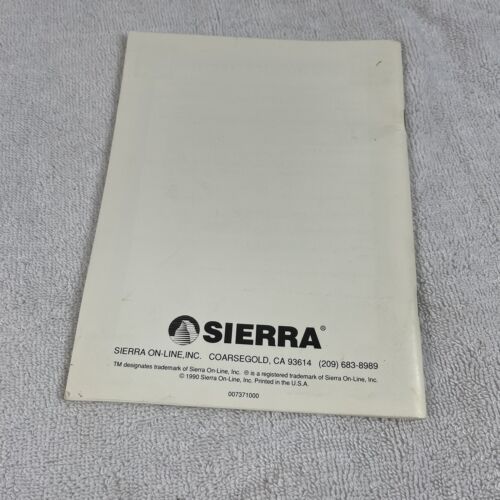 SIERRA®
SIERRA ON-LINE, INC. COARSEGOLD, CA 93614 (209) 683-8989
TM designates trademark of Sierra On-Line, Inc. ® is a registered trademark of Sierra On-Line, Inc.
© 1990 Sierra On-Line, Inc. Printed in the U.S.A.
007371000